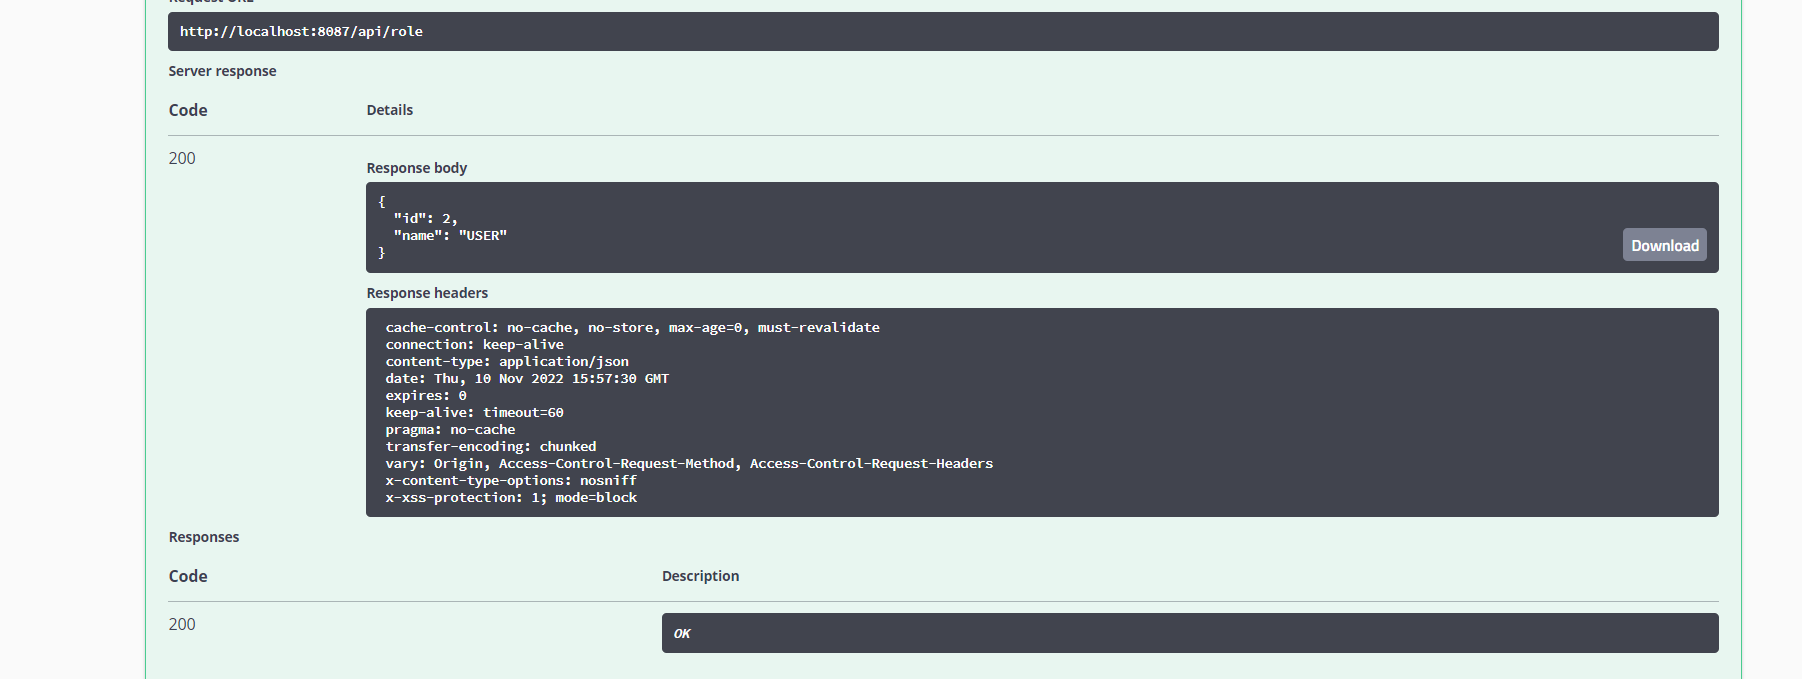 Request URL
http://localhost:8087/api/role
Server response
Code
Details
200
Response body
{
  "id": 2,
  "name": "USER"
}
Download
Response headers
cache-control: no-cache, no-store, max-age=0, must-revalidate
connection: keep-alive
content-type: application/json
date: Thu, 10 Nov 2022 15:57:30 GMT
expires: 0
keep-alive: timeout=60
pragma: no-cache
transfer-encoding: chunked
vary: Origin, Access-Control-Request-Method, Access-Control-Request-Headers
x-content-type-options: nosniff
x-xss-protection: 1; mode=block
Responses
Code
Description
200
OK